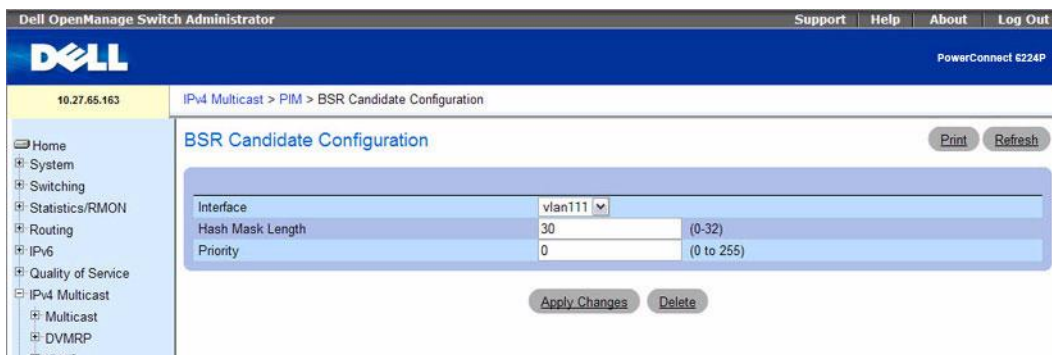 Dell OpenManage Switch Administrator
Support Help About Log Out
DELL
PowerConnect 6224P
10.27.65.163
IPv4 Multicast > PIM > BSR Candidate Configuration
Home
System
Switching
Statistics/RMON
Routing
IPv6
Quality of Service
IPv4 Multicast
Multicast
DVMRP
BSR Candidate Configuration
Print Refresh
Interface vlan111
Hash Mask Length 30 (0-32)
Priority 0 (0 to 255)
Apply Changes Delete